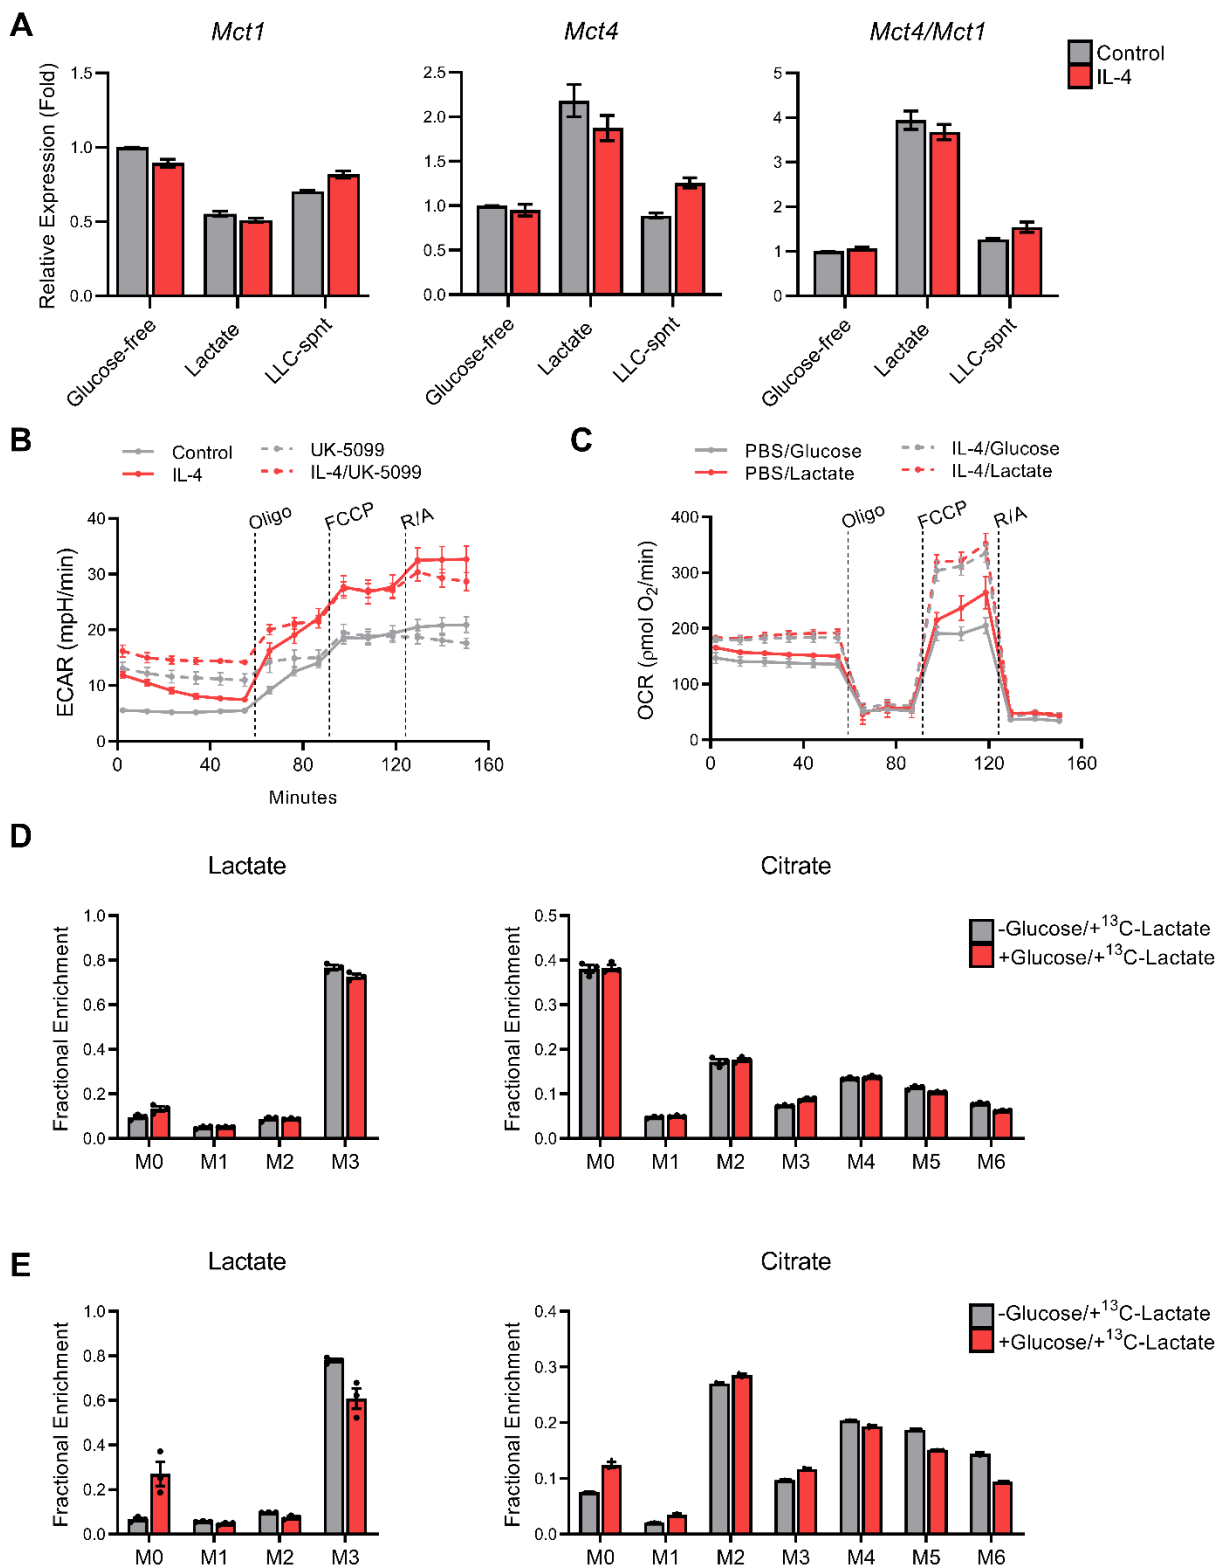 A
Mct1
Mct4
Mct4/Mct1
Control
IL-4
Relative Expression (Fold)
1.5
1.0
0.5
0.0
Glucose-free
Lactate
LLC-spnt
2.5
2.0
1.5
1.0
0.5
0.0
Glucose-free
Lactate
LLC-spnt
5
4
3
2
1
0
Glucose-free
Lactate
LLC-spnt
B
Control
IL-4
UK-5099
IL-4/UK-5099
Oligo
FCCP
R/A
ECAR (mpH/min)
40
30
20
10
0
0
40
80
120
160
Minutes
C
PBS/Glucose
PBS/Lactate
IL-4/Glucose
IL-4/Lactate
Oligo
FCCP
R/A
OCR (ρmol O₂/min)
400
300
200
100
0
0
40
80
120
160
D
Lactate
Fractional Enrichment
1.0
0.8
0.6
0.4
0.2
0.0
M0 M1 M2 M3
Citrate
Fractional Enrichment
0.5
0.4
0.3
0.2
0.1
0.0
M0 M1 M2 M3 M4 M5 M6
-Glucose/+¹³C-Lactate
+Glucose/+¹³C-Lactate
E
Lactate
Fractional Enrichment
1.0
0.8
0.6
0.4
0.2
0.0
M0 M1 M2 M3
Citrate
Fractional Enrichment
0.4
0.3
0.2
0.1
0.0
M0 M1 M2 M3 M4 M5 M6
-Glucose/+¹³C-Lactate
+Glucose/+¹³C-Lactate